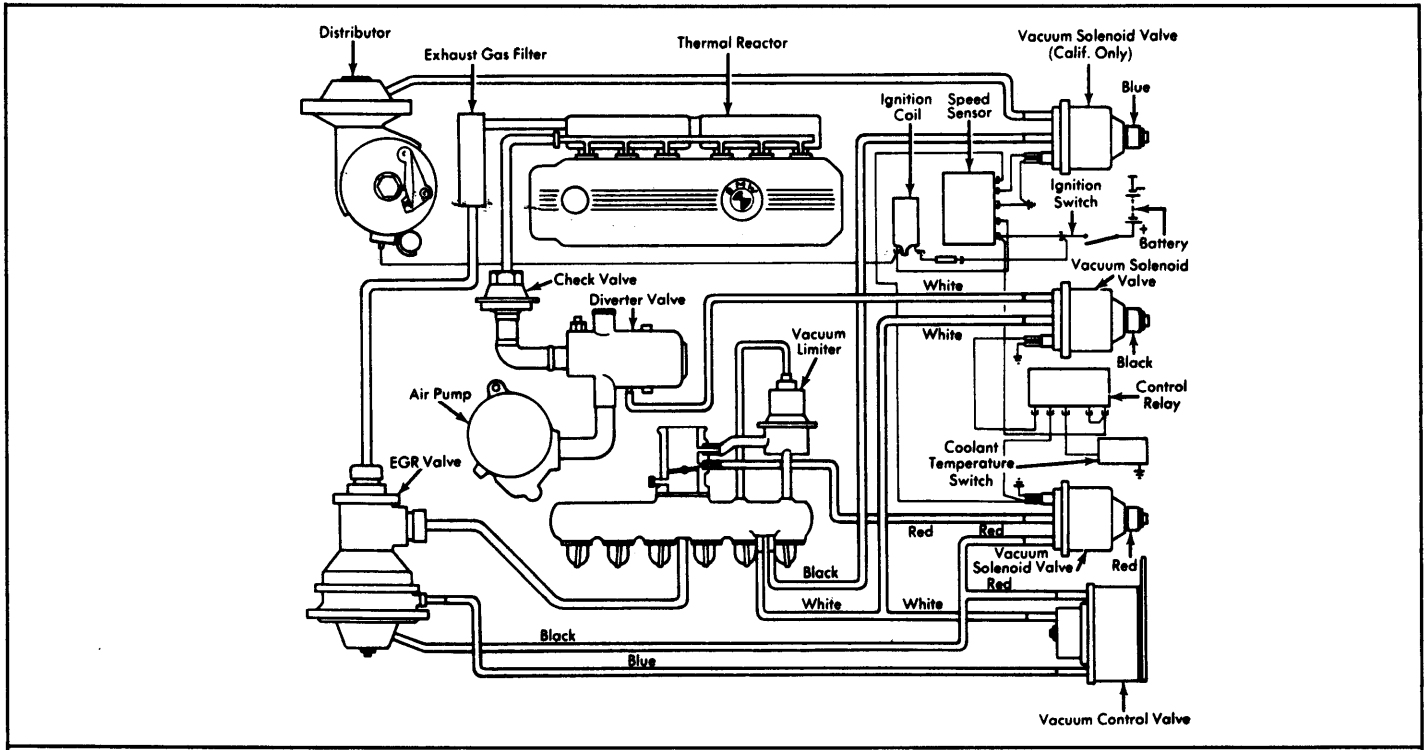 Distributor
Exhaust Gas Filter
Thermal Reactor
Vacuum Solenoid Valve
(Calif. Only)
Blue
Ignition
Coil
Speed
Sensor
BMW
Ignition
Switch
+
Battery
Check Valve
Diverter Valve
White
Vacuum Solenoid
Valve
White
Vacuum
Limiter
Black
Air Pump
Control
Relay
EGR Valve
Coolant
Temperature
Switch
Red
Red
Vacuum
Solenoid Valve
Red
Red
Black
White
White
Black
Blue
Vacuum Control Valve